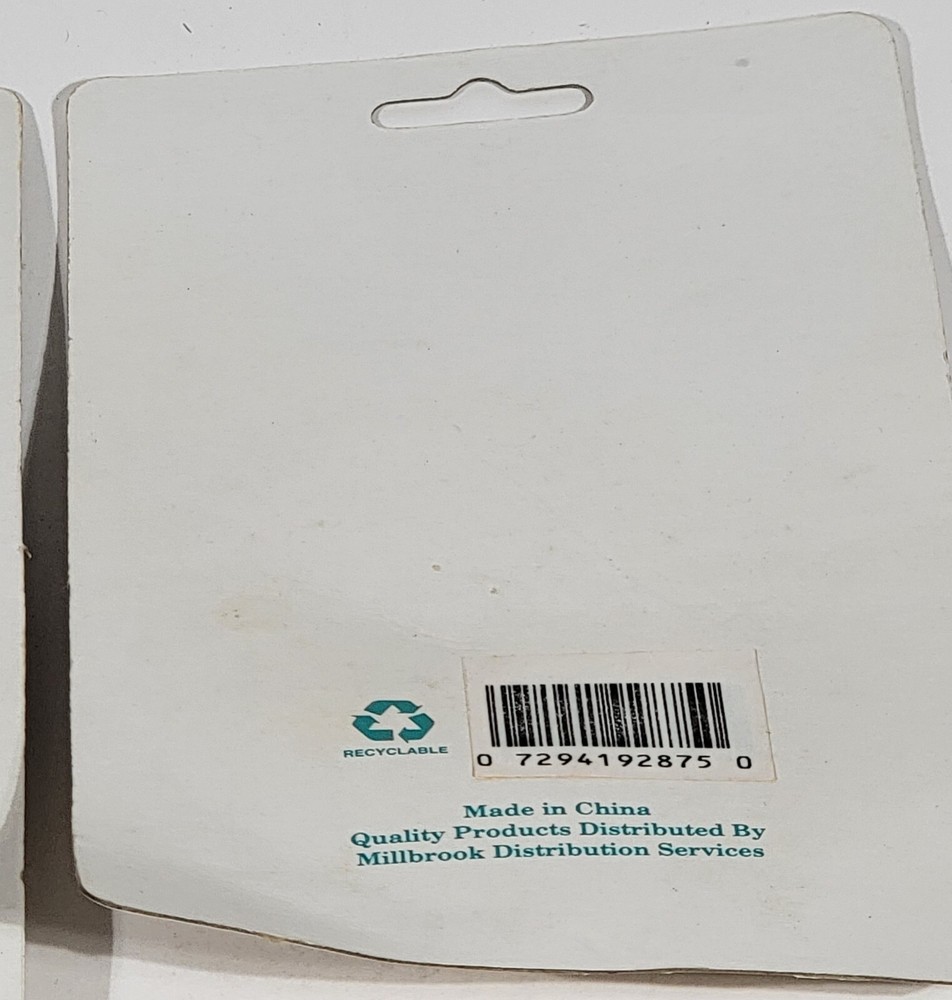 RECYCLABLE
0 7294192875 0
Made in China
Quality Products Distributed By
Millbrook Distribution Services